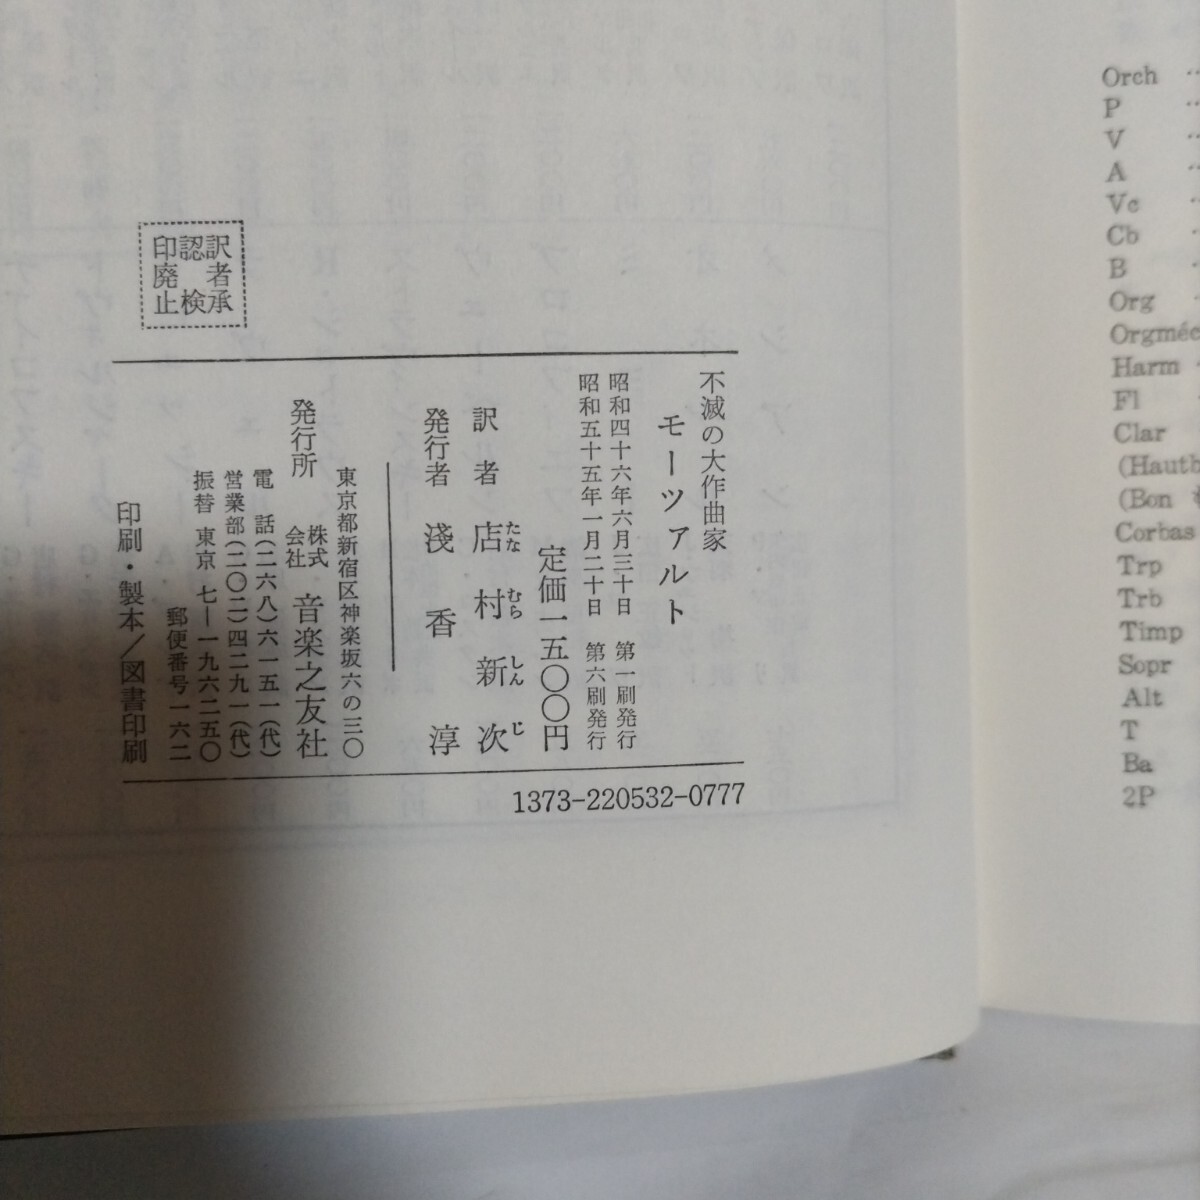 訳者承
認 検
印廃止
不滅の大作曲家
モーツァルト
昭和四十六年六月三十日 第一刷発行
昭和五十五年一月二十日 第六刷発行
定価一五〇〇円
訳者 店村新次
たな むら しん じ
発行者 淺香 淳
東京都新宿区神楽坂六の三〇
発行所 株式会社 音楽之友社
電 話(二六八)六一五一(代)
営業部(二〇二)四二九一(代)
振替 東京 七―一九六二五〇
郵便番号一六二
印刷・製本/図書印刷
1373-220532-0777
Orch
P
V
A
Vc
Cb
B
Org
Orgméc
Harm
Fl
Clar
(Hautb
(Bon
Corbas
Trp
Trb
Timp
Sopr
Alt
T
Ba
2P